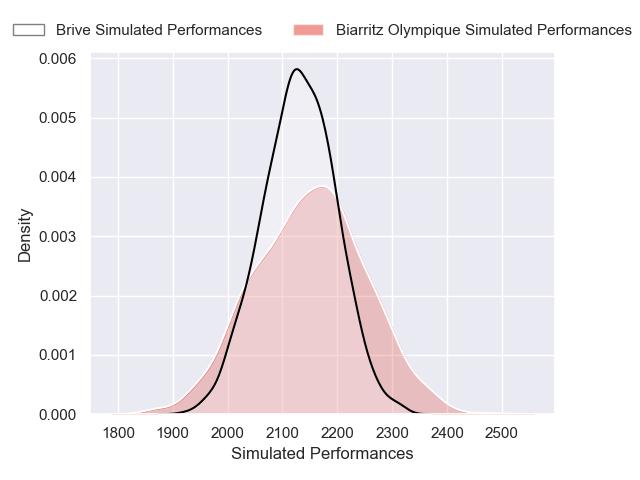 Brive Simulated Performances
Biarritz Olympique Simulated Performances
0.006
0.005
0.004
0.003
0.002
0.001
0.000
Density
1800 1900 2000 2100 2200 2300 2400 2500
Simulated Performances